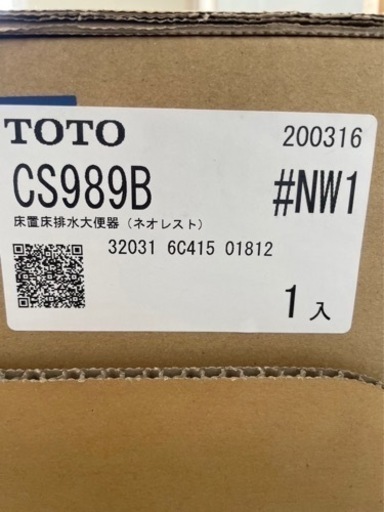 TOTO 200316
CS989B #NW1
床置床排水大便器（ネオレスト）
32031 6C415 01812
1入